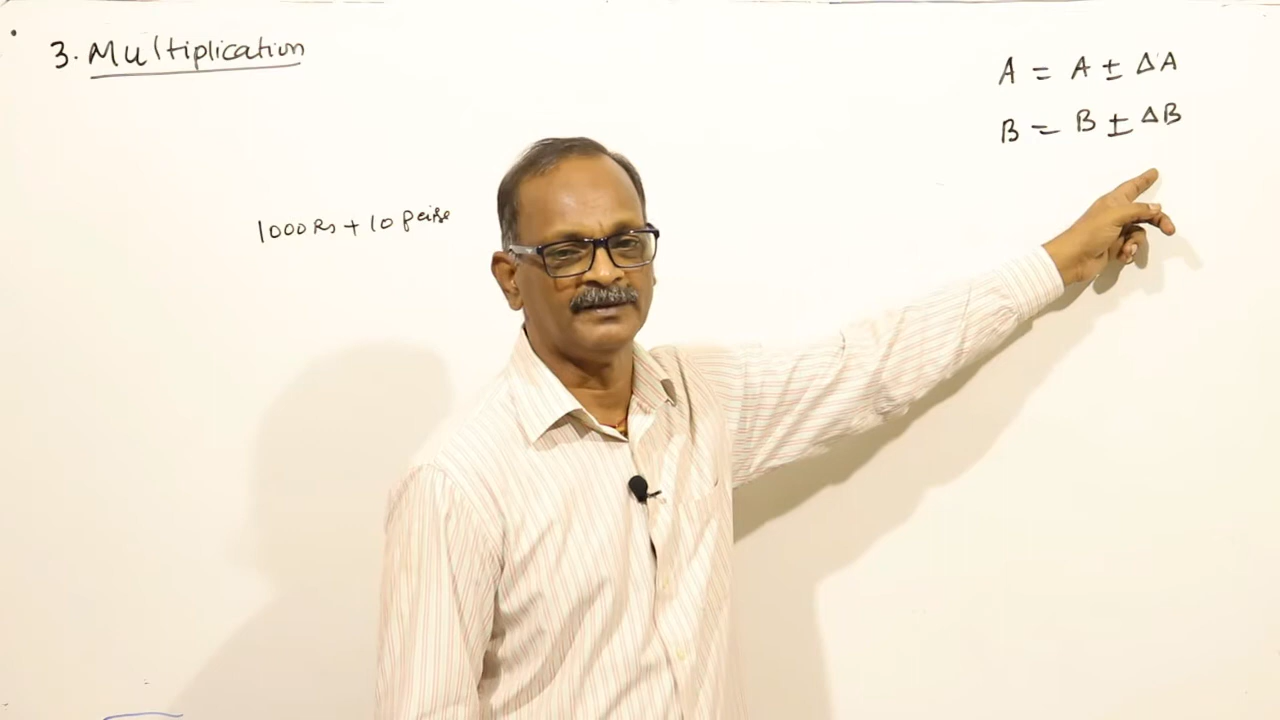 3. Multiplication
A = A ± ΔA
B = B ± ΔB
1000 Rs + 10 paise